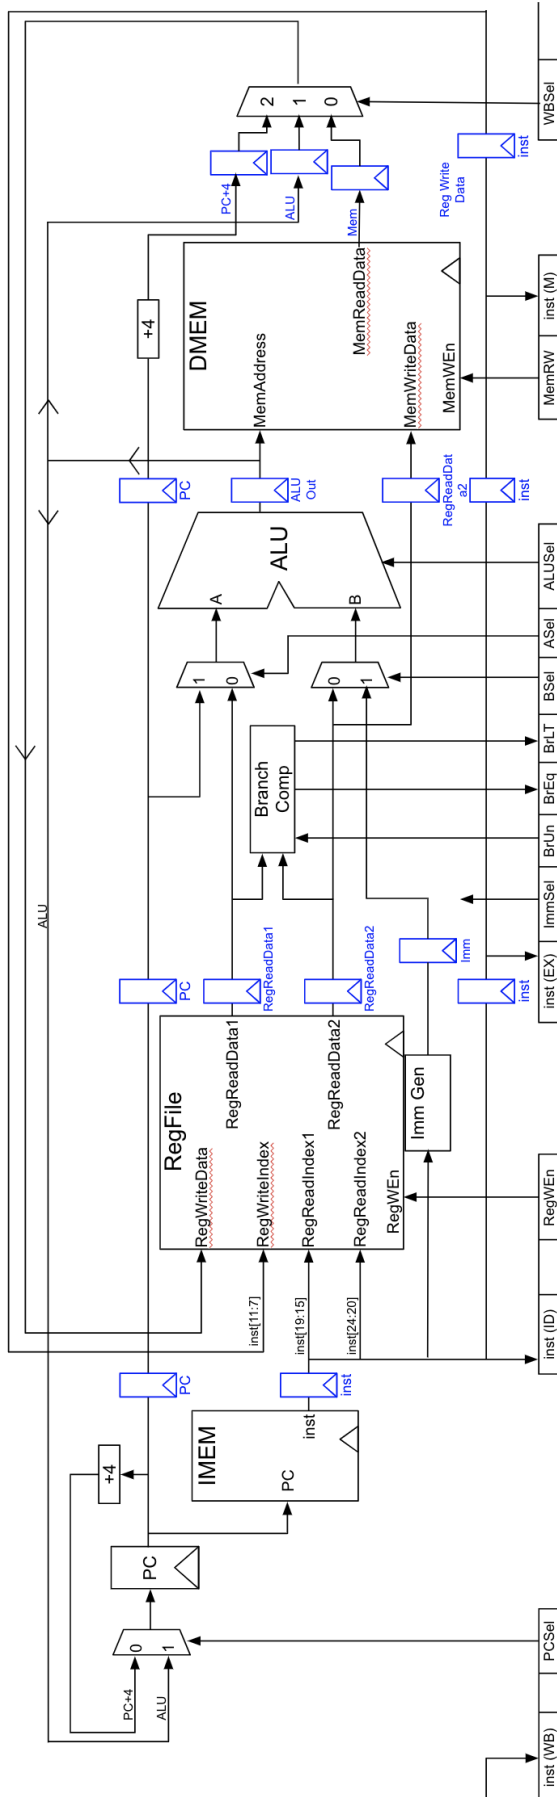 ALU
PC+4
ALU
0
1
PC
+4
IMEM
PC
inst
PC
inst
inst[11:7]
inst[19:15]
inst[24:20]
RegFile
RegWriteData
RegWriteIndex
RegReadIndex1
RegReadIndex2
RegWEn
RegReadData1
RegReadData2
Imm Gen
PC
RegReadData1
RegReadData2
Imm
inst
Branch
Comp
1
0
0
1
A
B
ALU
PC
ALU
Out
RegReadDat
a2
inst
+4
DMEM
MemAddress
MemReadData
MemWriteData
MemWEn
PC+4
ALU
Mem
2
1
0
Reg Write
Data
inst
inst (WB)
PCSel
inst (ID)
RegWEn
inst (EX)
ImmSel
BrUn
BrEq
BrLT
BSel
ASel
ALUSel
MemRW
inst (M)
WBSel